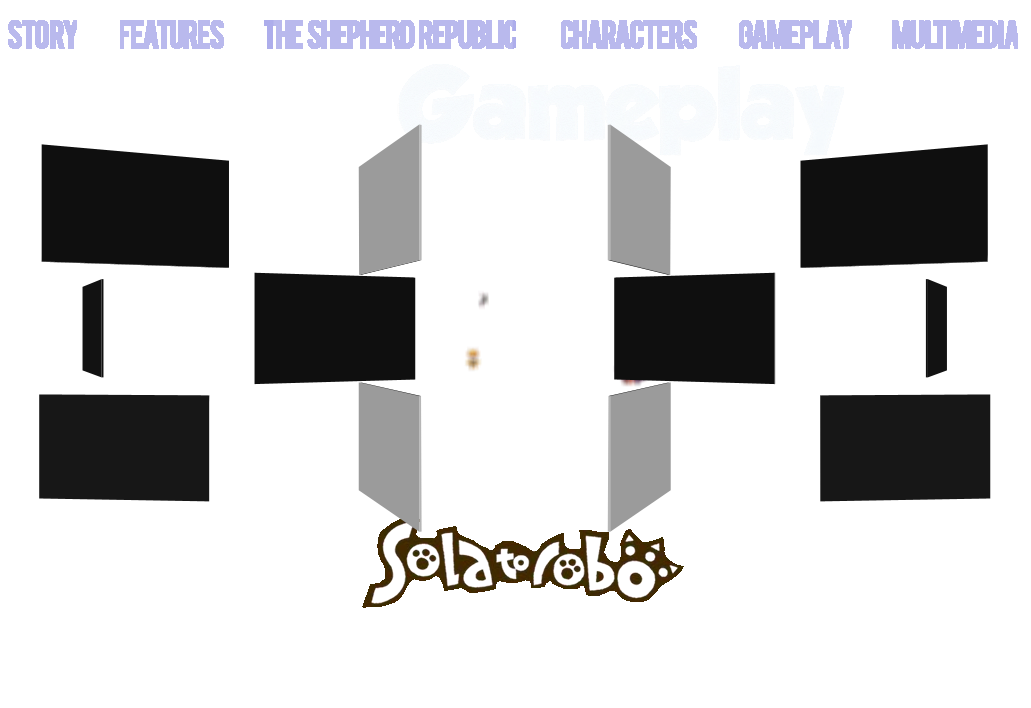 STORY FEATURES THE SHEPHERD REPUBLIC CHARACTERS GAMEPLAY MULTIMEDIA
Gameplay
Solatorobo